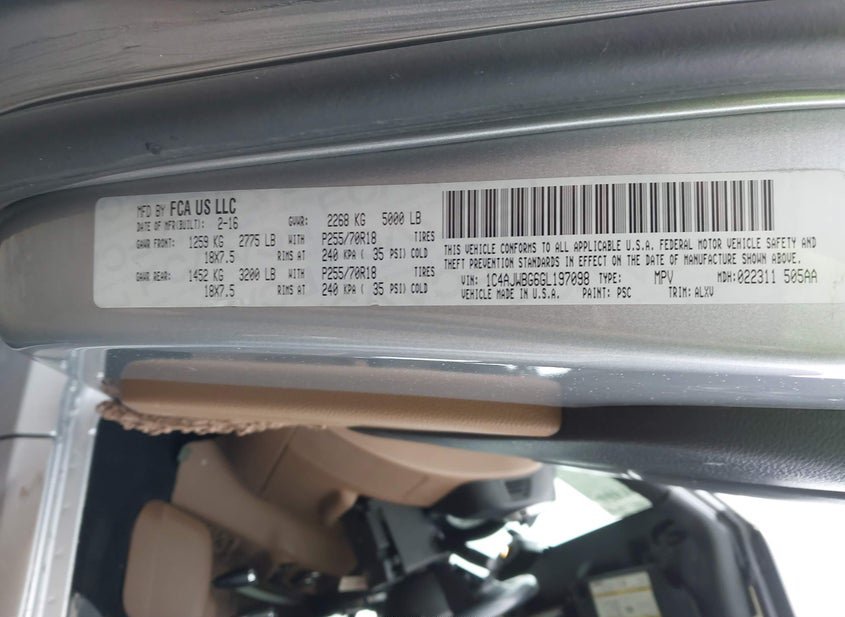 MFD BY FCA US LLC
DATE OF MFR(BUILT): 2-16 GVWR: 2268 KG 5000 LB
GAWR FRONT: 1259 KG 2775 LB WITH P255/70R18 TIRES
18X7.5 RIMS AT 240 KPA ( 35 PSI) COLD
GAWR REAR: 1452 KG 3200 LB WITH P255/70R18 TIRES
18X7.5 RIMS AT 240 KPA ( 35 PSI) COLD
THIS VEHICLE CONFORMS TO ALL APPLICABLE U.S.A. FEDERAL MOTOR VEHICLE SAFETY AND
THEFT PREVENTION STANDARDS IN EFFECT ON THE DATE OF MANUFACTURE SHOWN ABOVE.
VIN: 1C4AJWBG6GL197098 TYPE: MPV MDH:022311 505AA
VEHICLE MADE IN U.S.A. PAINT: PSC TRIM: ALXV